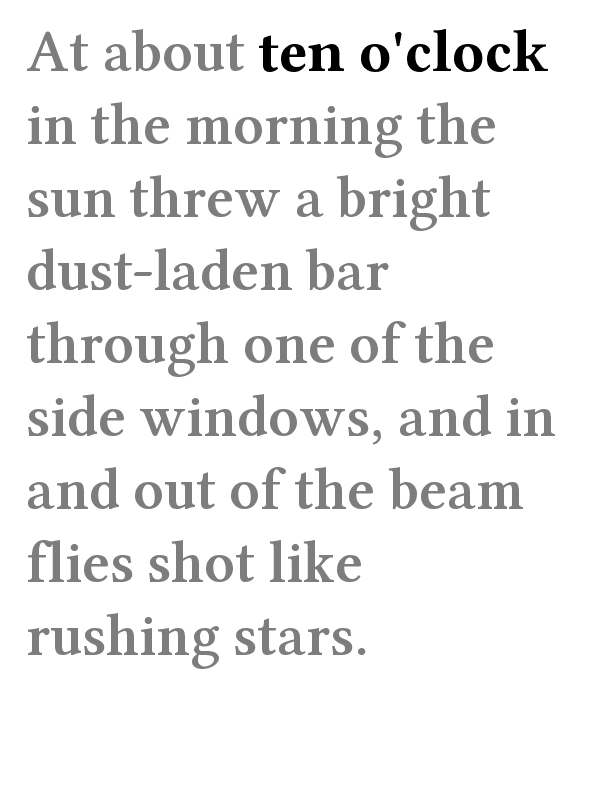 At about ten o'clock
in the morning the
sun threw a bright
dust-laden bar
through one of the
side windows, and in
and out of the beam
flies shot like
rushing stars.